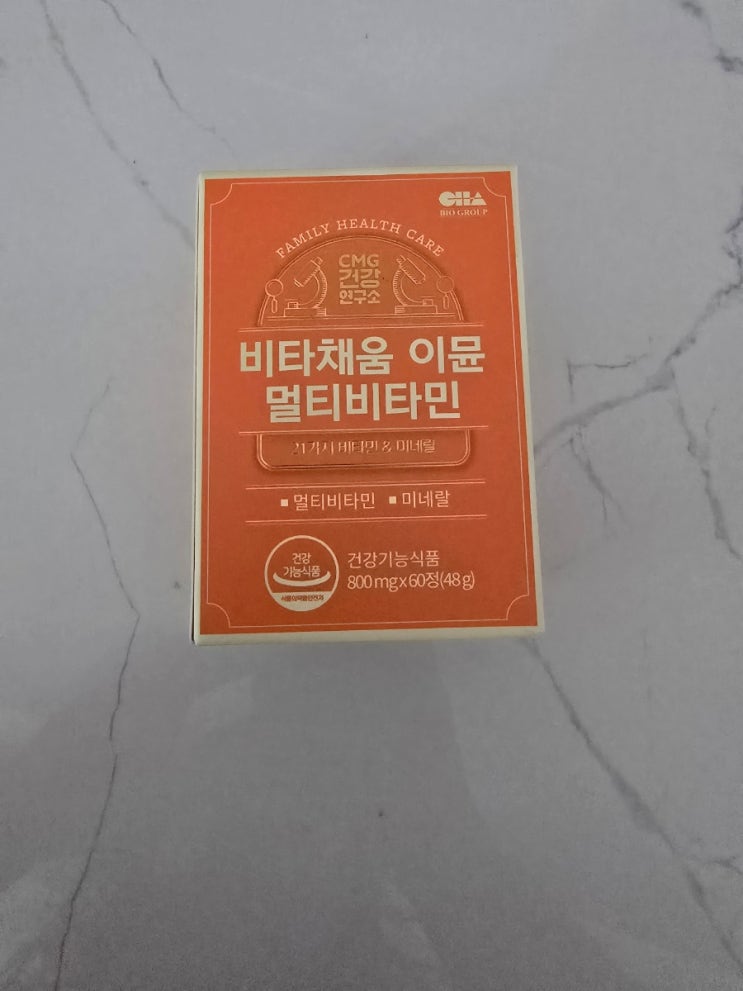 CHA
BIO GROUP
FAMILY HEALTH CARE
CMG
건강
연구소
비타채움 이뮨
멀티비타민
21가지 비타민 & 미네랄
▪ 멀티비타민 ▪ 미네랄
건강
기능식품
식품의약품안전처
건강기능식품
800 mg x 60정(48 g)